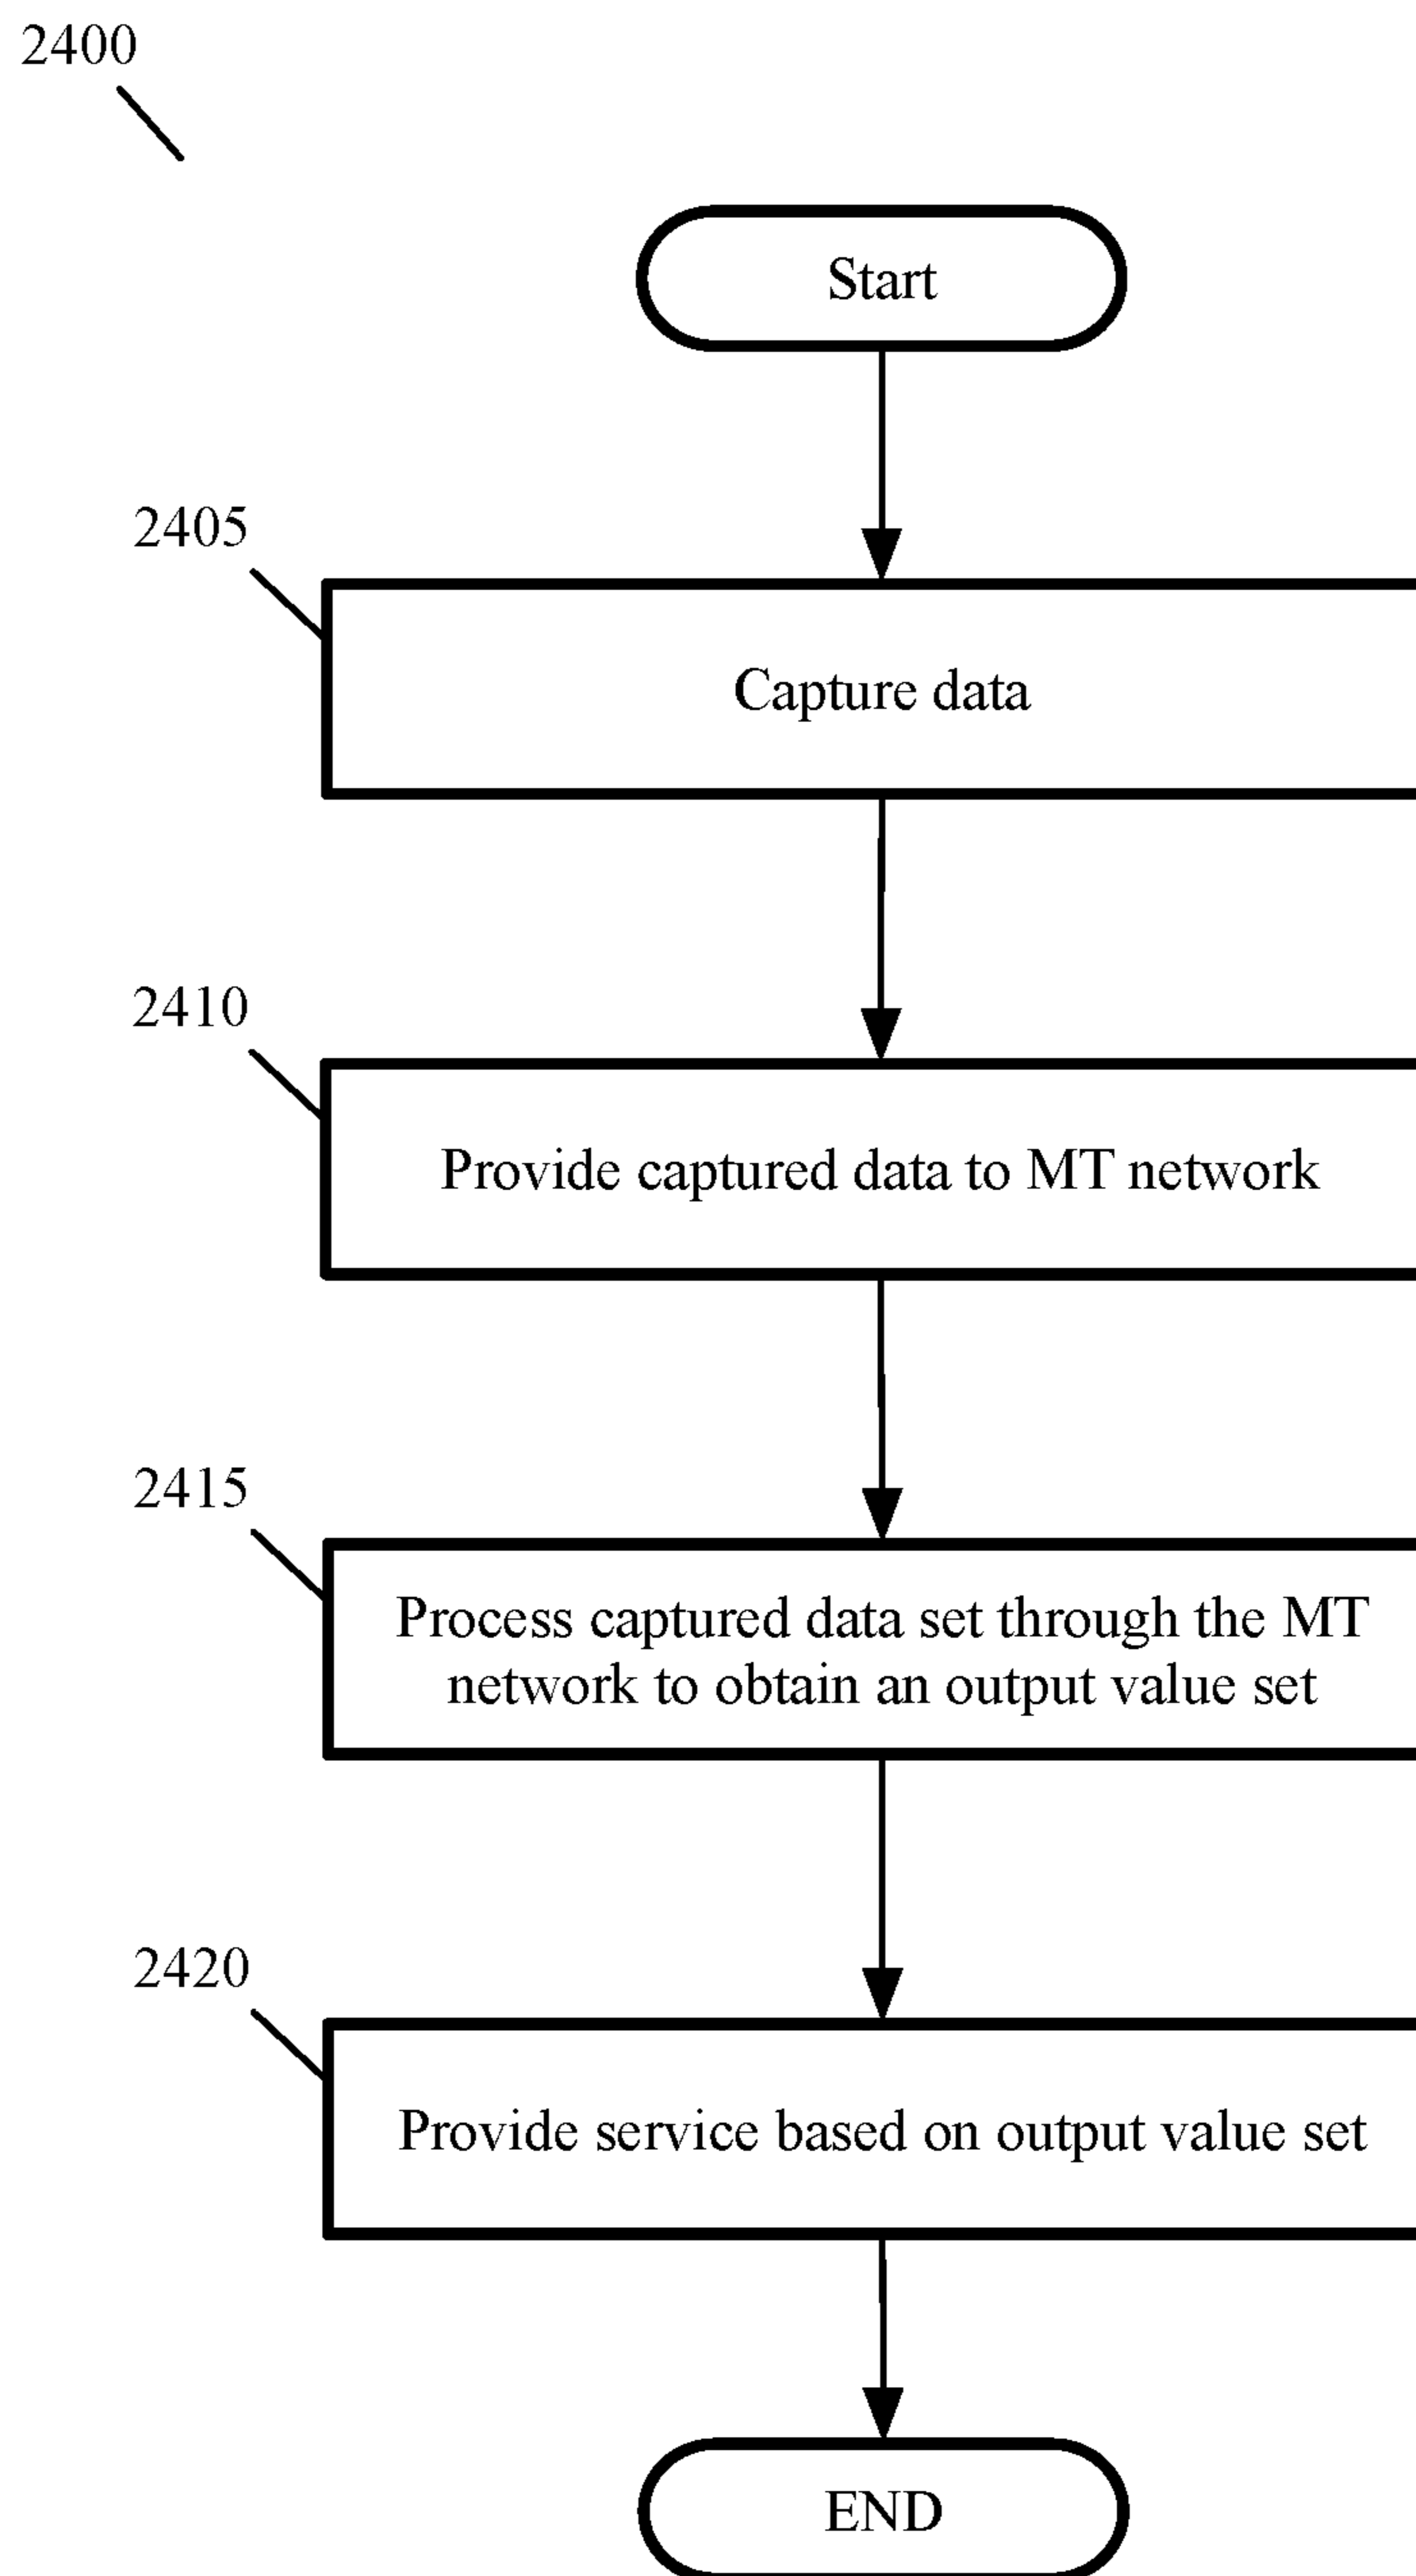 2400
Start
2405
Capture data
2410
Provide captured data to MT network
2415
Process captured data set through the MT
network to obtain an output value set
2420
Provide service based on output value set
END